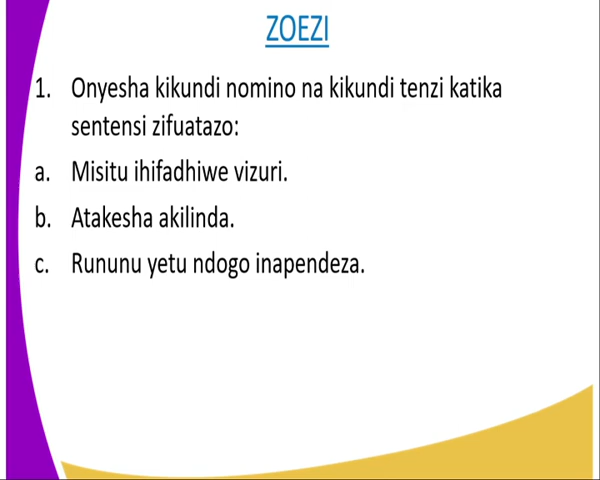 ZOEZI
1. Onyesha kikundi nomino na kikundi tenzi katika
sentensi zifuatazo:
a. Misitu ihifadhiwe vizuri.
b. Atakesha akilinda.
c. Rununu yetu ndogo inapendeza.